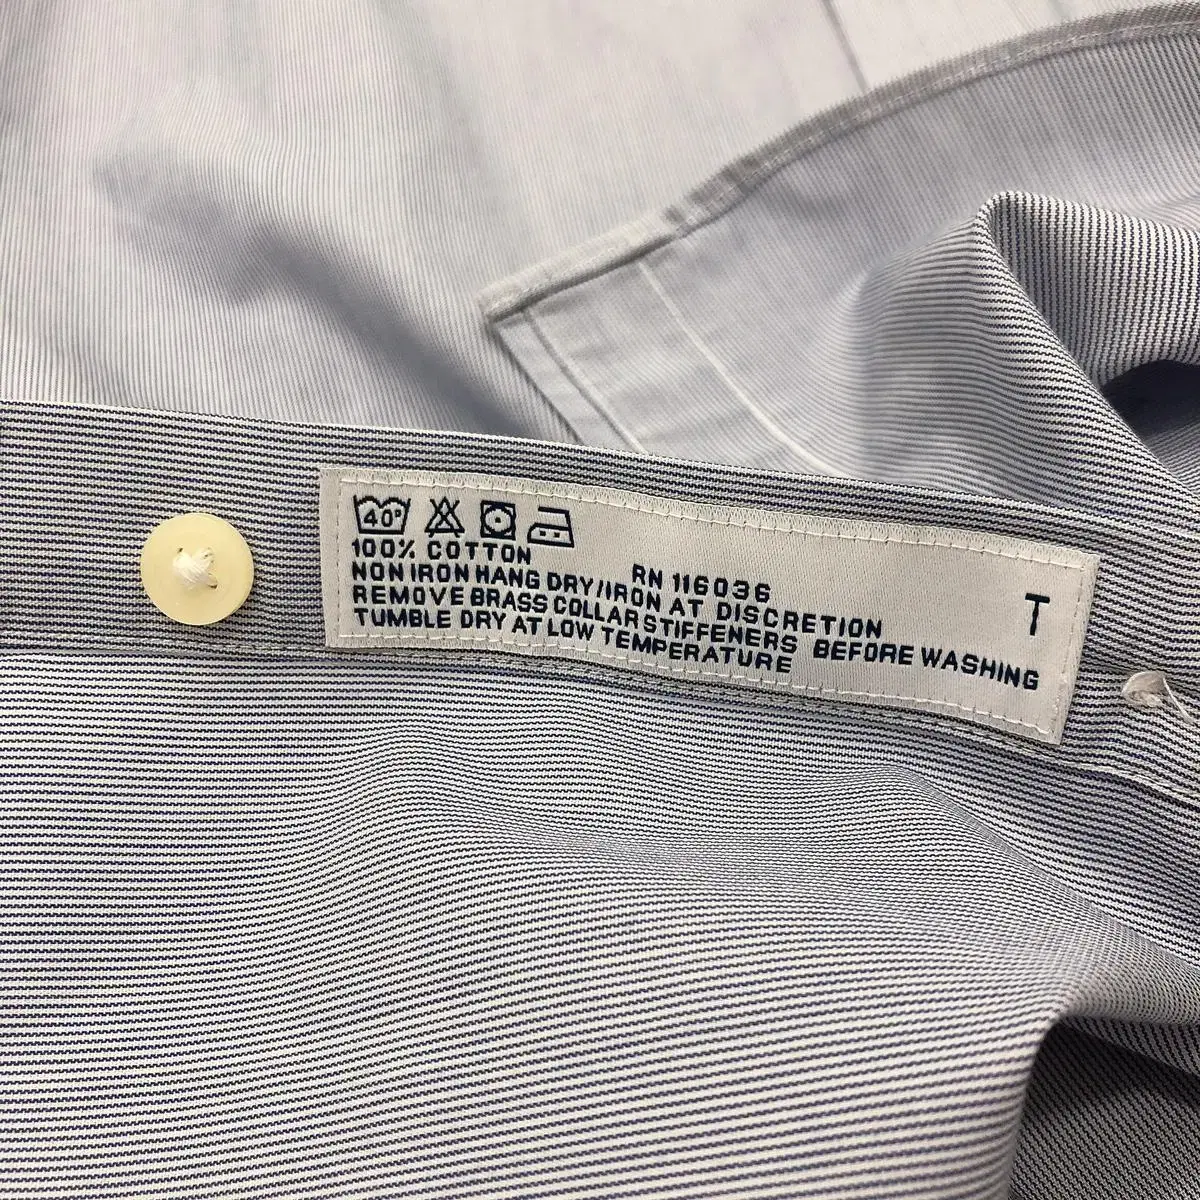 40°
100% COTTON
RN 116036
NON IRON HANG DRY/IRON AT DISCRETION
REMOVE BRASS COLLAR STIFFENERS BEFORE WASHING
TUMBLE DRY AT LOW TEMPERATURE
T